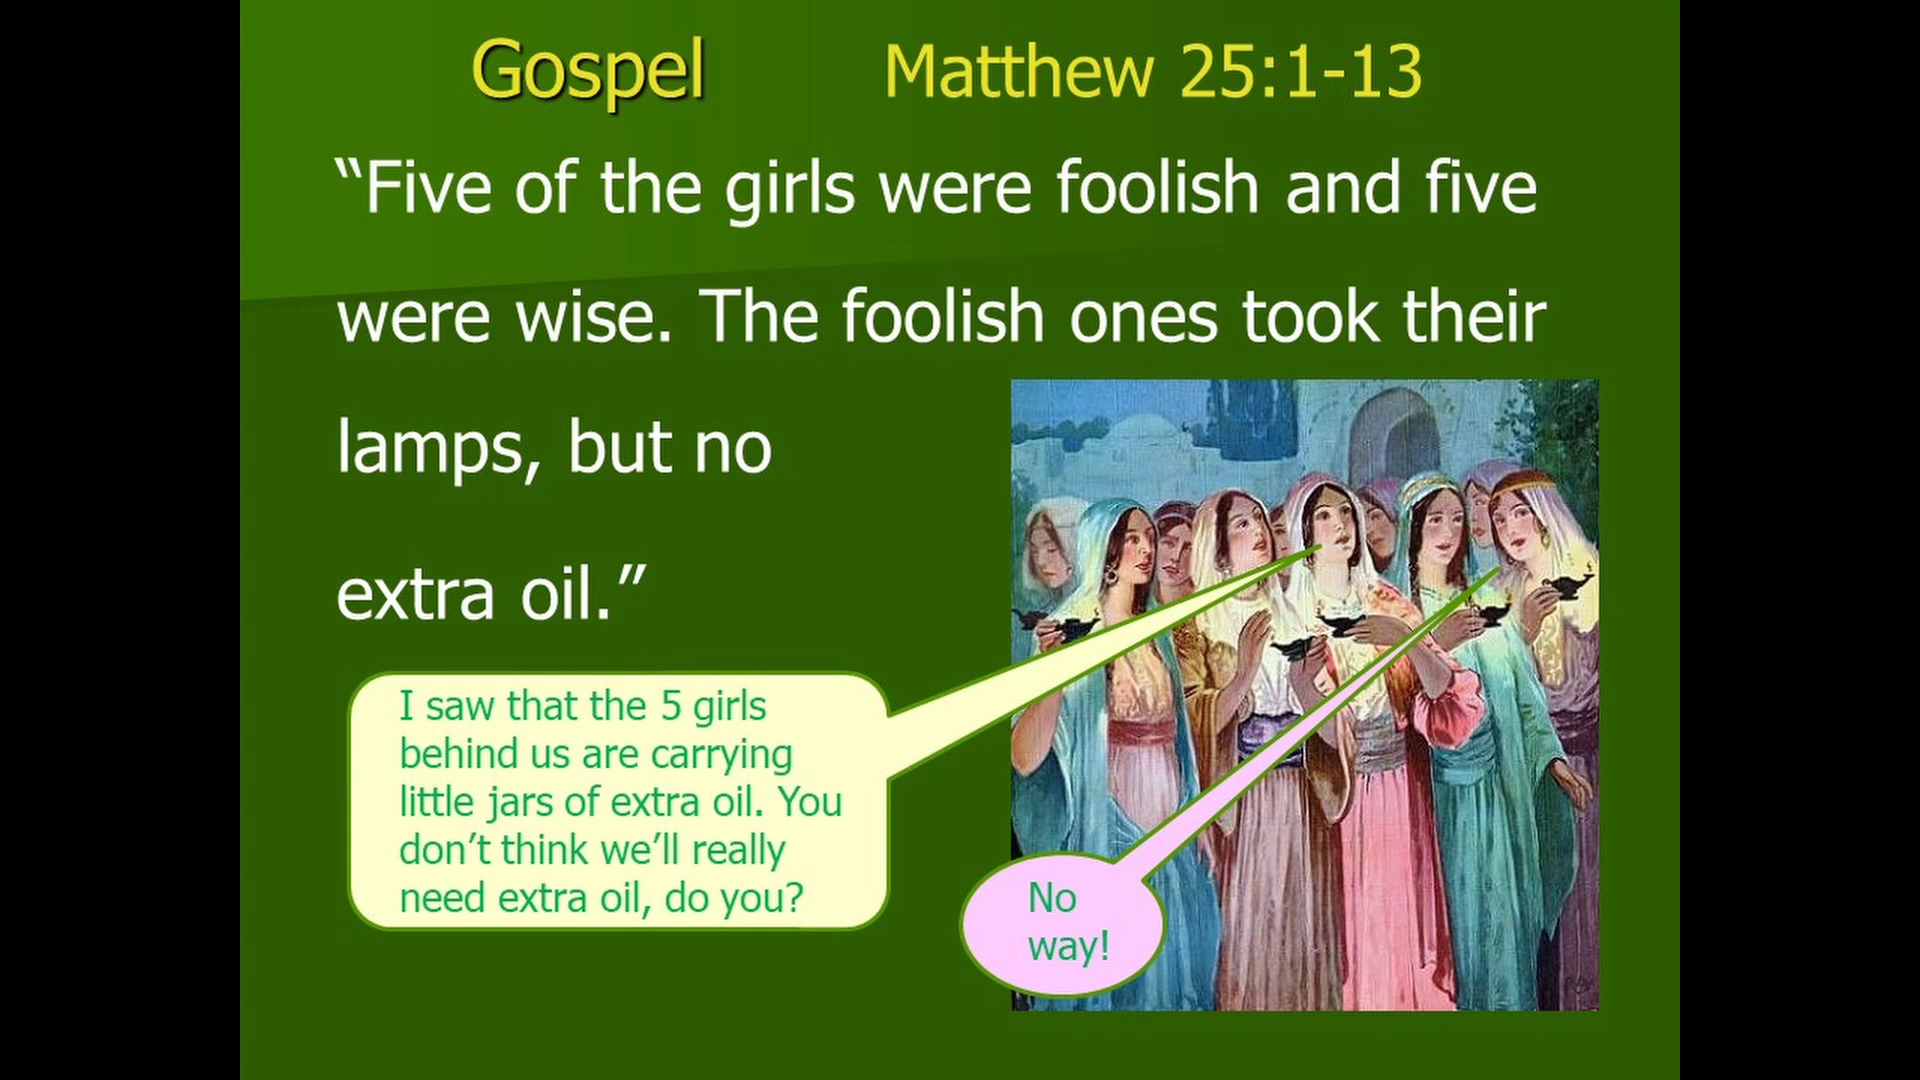 Gospel Matthew 25:1-13
“Five of the girls were foolish and five
were wise. The foolish ones took their
lamps, but no
extra oil.”
I saw that the 5 girls
behind us are carrying
little jars of extra oil. You
don’t think we’ll really
need extra oil, do you?
No
way!